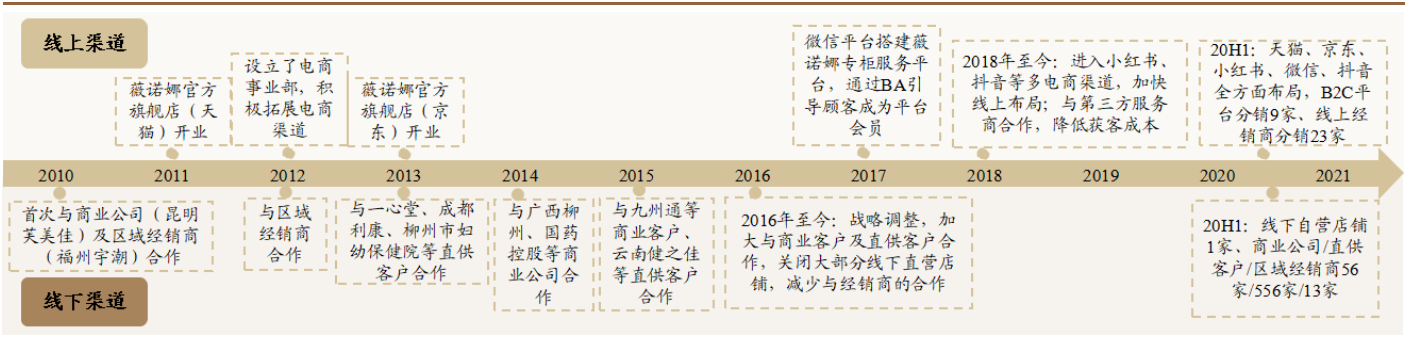 线上渠道
薇诺娜官方
旗舰店（天
猫）开业
设立了电商
事业部，积
极拓展电商
渠道
薇诺娜官方
旗舰店（京
东）开业
微信平台搭建薇
诺娜专柜服务平
台，通过BA引
导顾客成为平台
会员
2018年至今：进入小红书、
抖音等多电商渠道，加快
线上布局；与第三方服务
商合作，降低获客成本
20H1：天猫、京东、
小红书、微信、抖音
全方面布局，B2C平
台分销9家、线上经
销商分销23家
2010 2011 2012 2013 2014 2015 2016 2017 2018 2019 2020 2021
首次与商业公司（昆明
芙美佳）及区域经销商
（福州宇潮）合作
与区域
经销商
合作
与一心堂、成都
利康、柳州市妇
幼保健院等直供
客户合作
与广西柳
州、国药
控股等商
业公司合
作
与九州通等
商业客户、
云南健之佳
等直供客户
合作
2016年至今：战略调整，加
大与商业客户及直供客户合
作，关闭大部分线下直营店
铺，减少与经销商的合作
20H1：线下自营店铺
1家、商业公司/直供
客户/区域经销商56
家/556家/13家
线下渠道